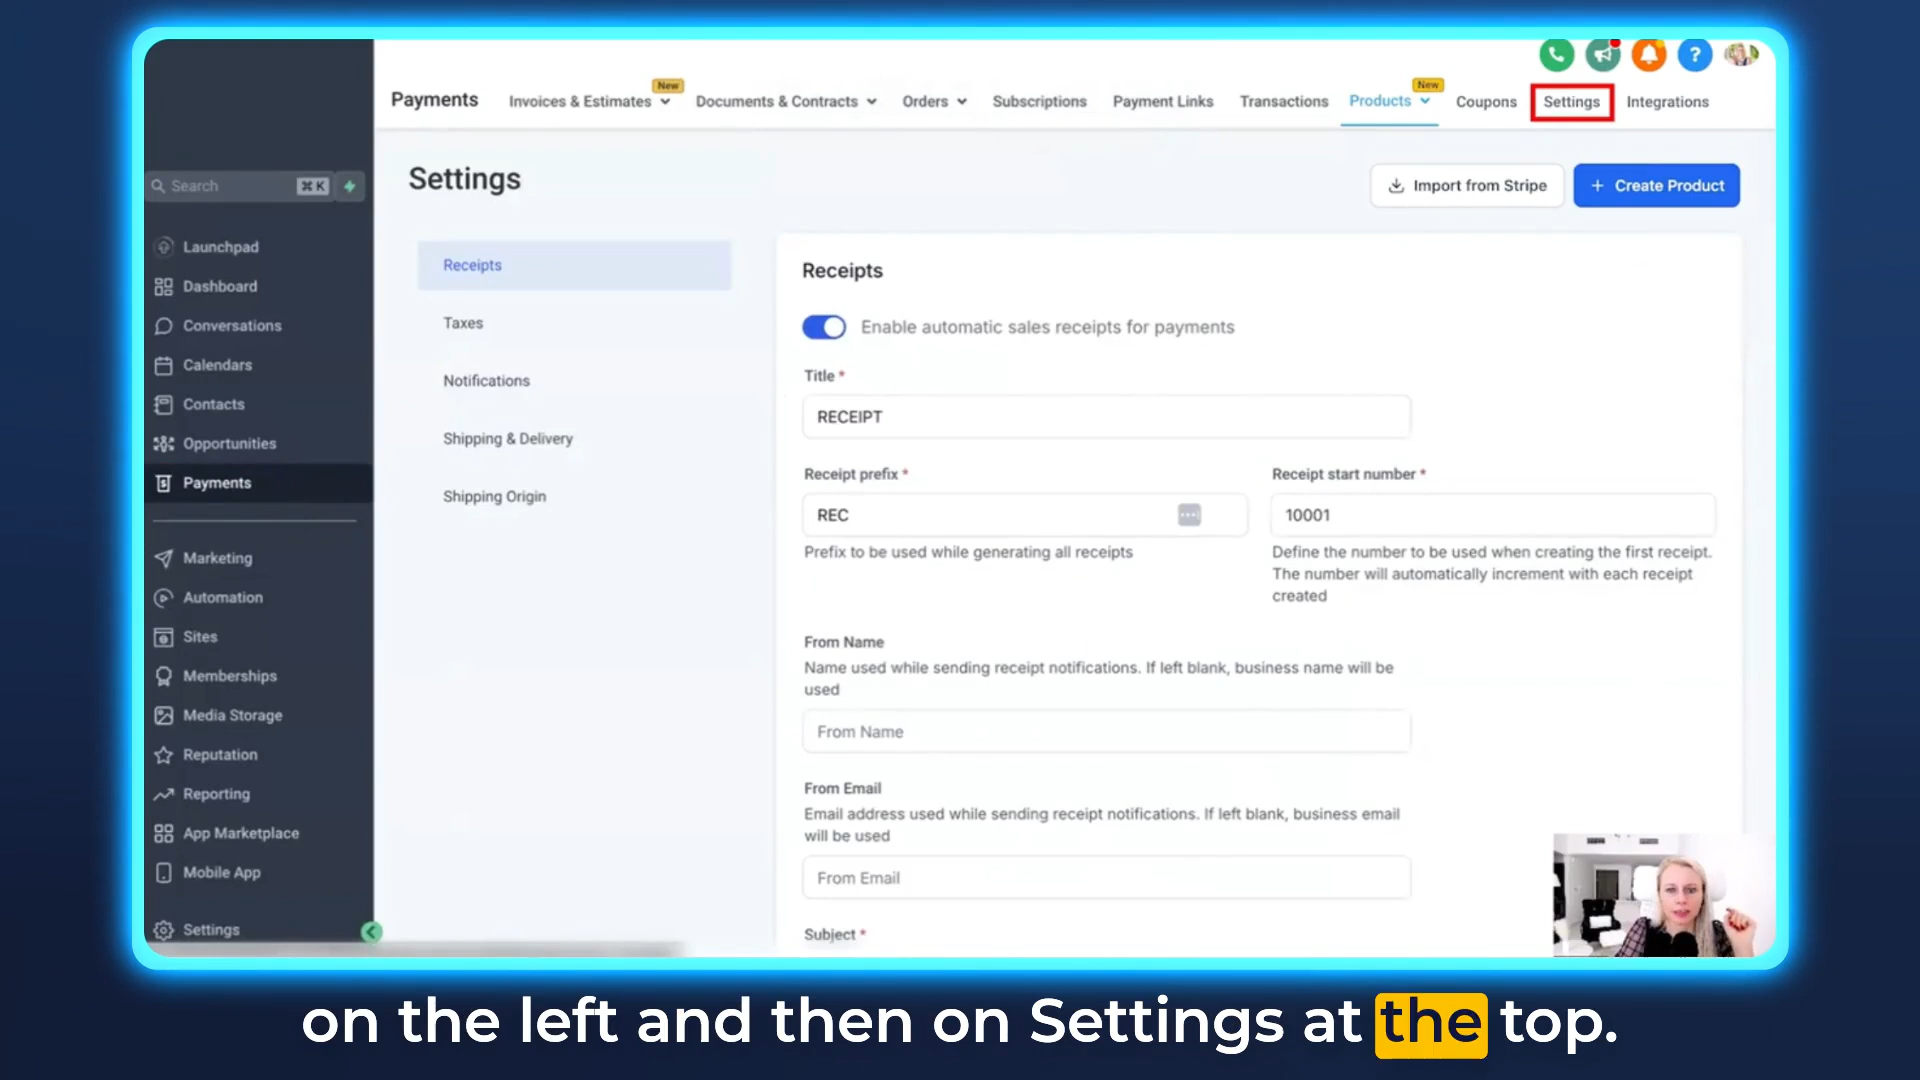 Payments
Invoices & Estimates
New
Documents & Contracts
Orders
Subscriptions
Payment Links
Transactions
Products
New
Coupons
Settings
Integrations
?
Search
⌘ K
Launchpad
Dashboard
Conversations
Calendars
Contacts
Opportunities
Payments
Marketing
Automation
Sites
Memberships
Media Storage
Reputation
Reporting
App Marketplace
Mobile App
Settings
Settings
Import from Stripe
+ Create Product
Receipts
Taxes
Notifications
Shipping & Delivery
Shipping Origin
Receipts
Enable automatic sales receipts for payments
Title *
RECEIPT
Receipt prefix *
REC
Prefix to be used while generating all receipts
Receipt start number *
10001
Define the number to be used when creating the first receipt.
The number will automatically increment with each receipt
created
From Name
Name used while sending receipt notifications. If left blank, business name will be
used
From Name
From Email
Email address used while sending receipt notifications. If left blank, business email
will be used
From Email
Subject *
on the left and then on Settings at the top.